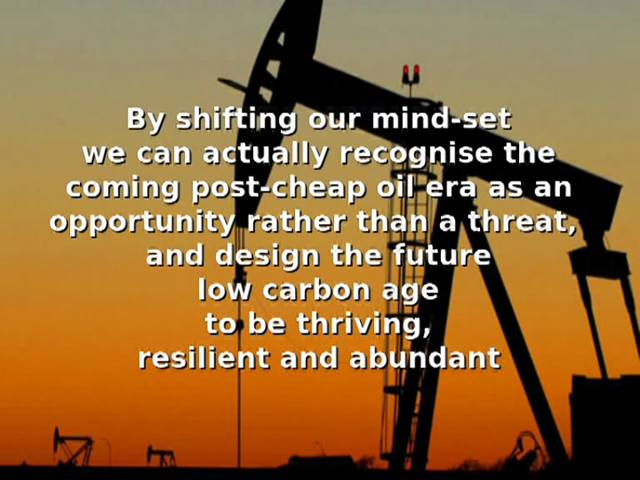 By shifting our mind-set
we can actually recognise the
coming post-cheap oil era as an
opportunity rather than a threat,
and design the future
low carbon age
to be thriving,
resilient and abundant